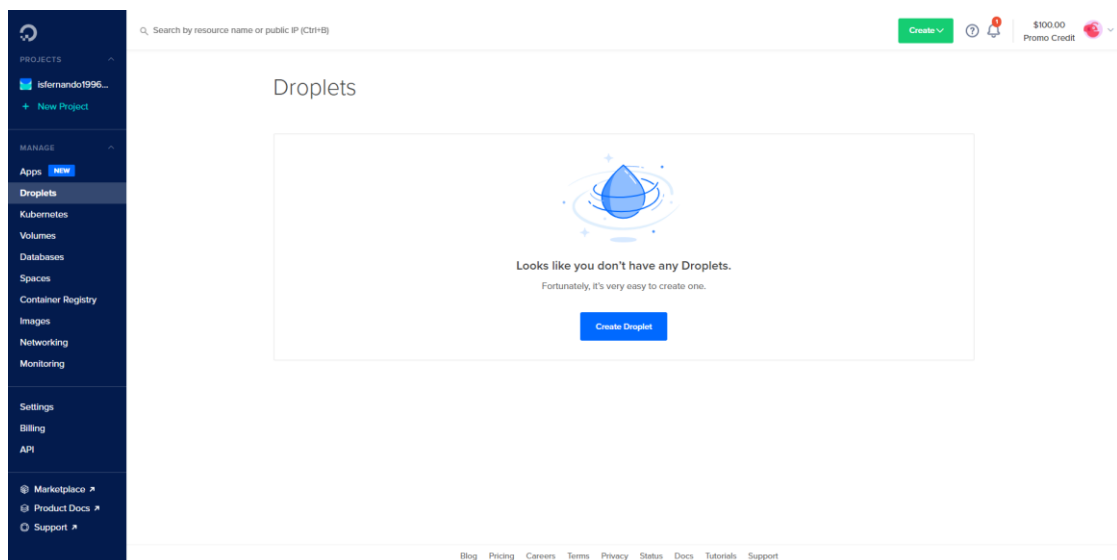 Search by resource name or public IP (Ctrl+B)
Create
1
$100.00
Promo Credit
PROJECTS
isfernando1996...
+ New Project
MANAGE
Apps NEW
Droplets
Kubernetes
Volumes
Databases
Spaces
Container Registry
Images
Networking
Monitoring
Settings
Billing
API
Marketplace
Product Docs
Support
Droplets
Looks like you don't have any Droplets.
Fortunately, it's very easy to create one.
Create Droplet
Blog Pricing Careers Terms Privacy Status Docs Tutorials Support